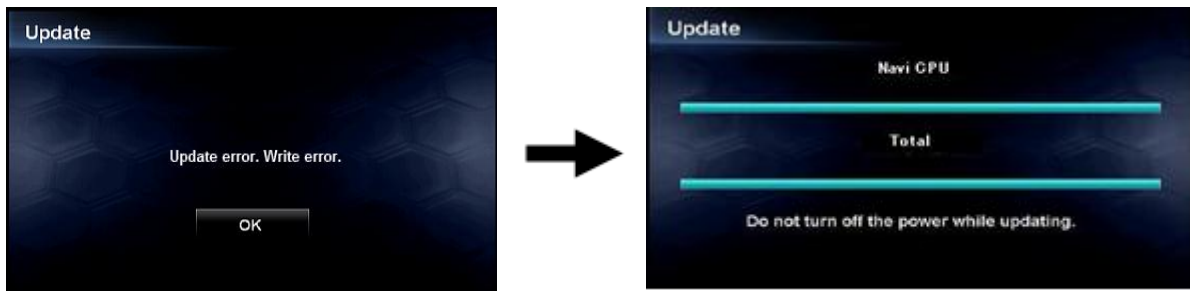 Update
Update error. Write error.
OK
Update
Navi CPU
Total
Do not turn off the power while updating.